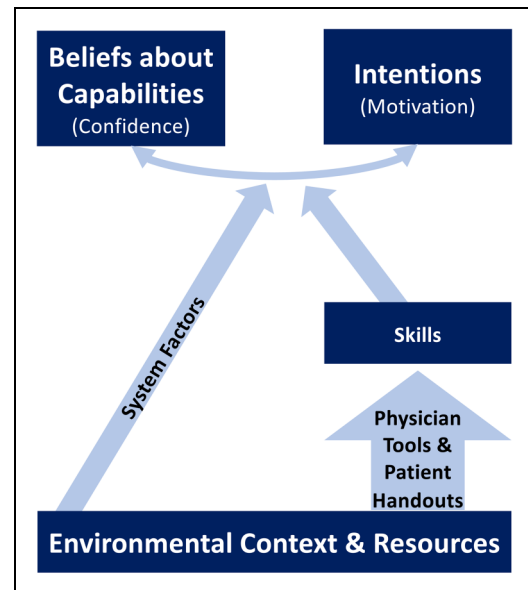 Beliefs about
Capabilities
(Confidence)
Intentions
(Motivation)
System Factors
Skills
Physician
Tools &
Patient
Handouts
Environmental Context & Resources